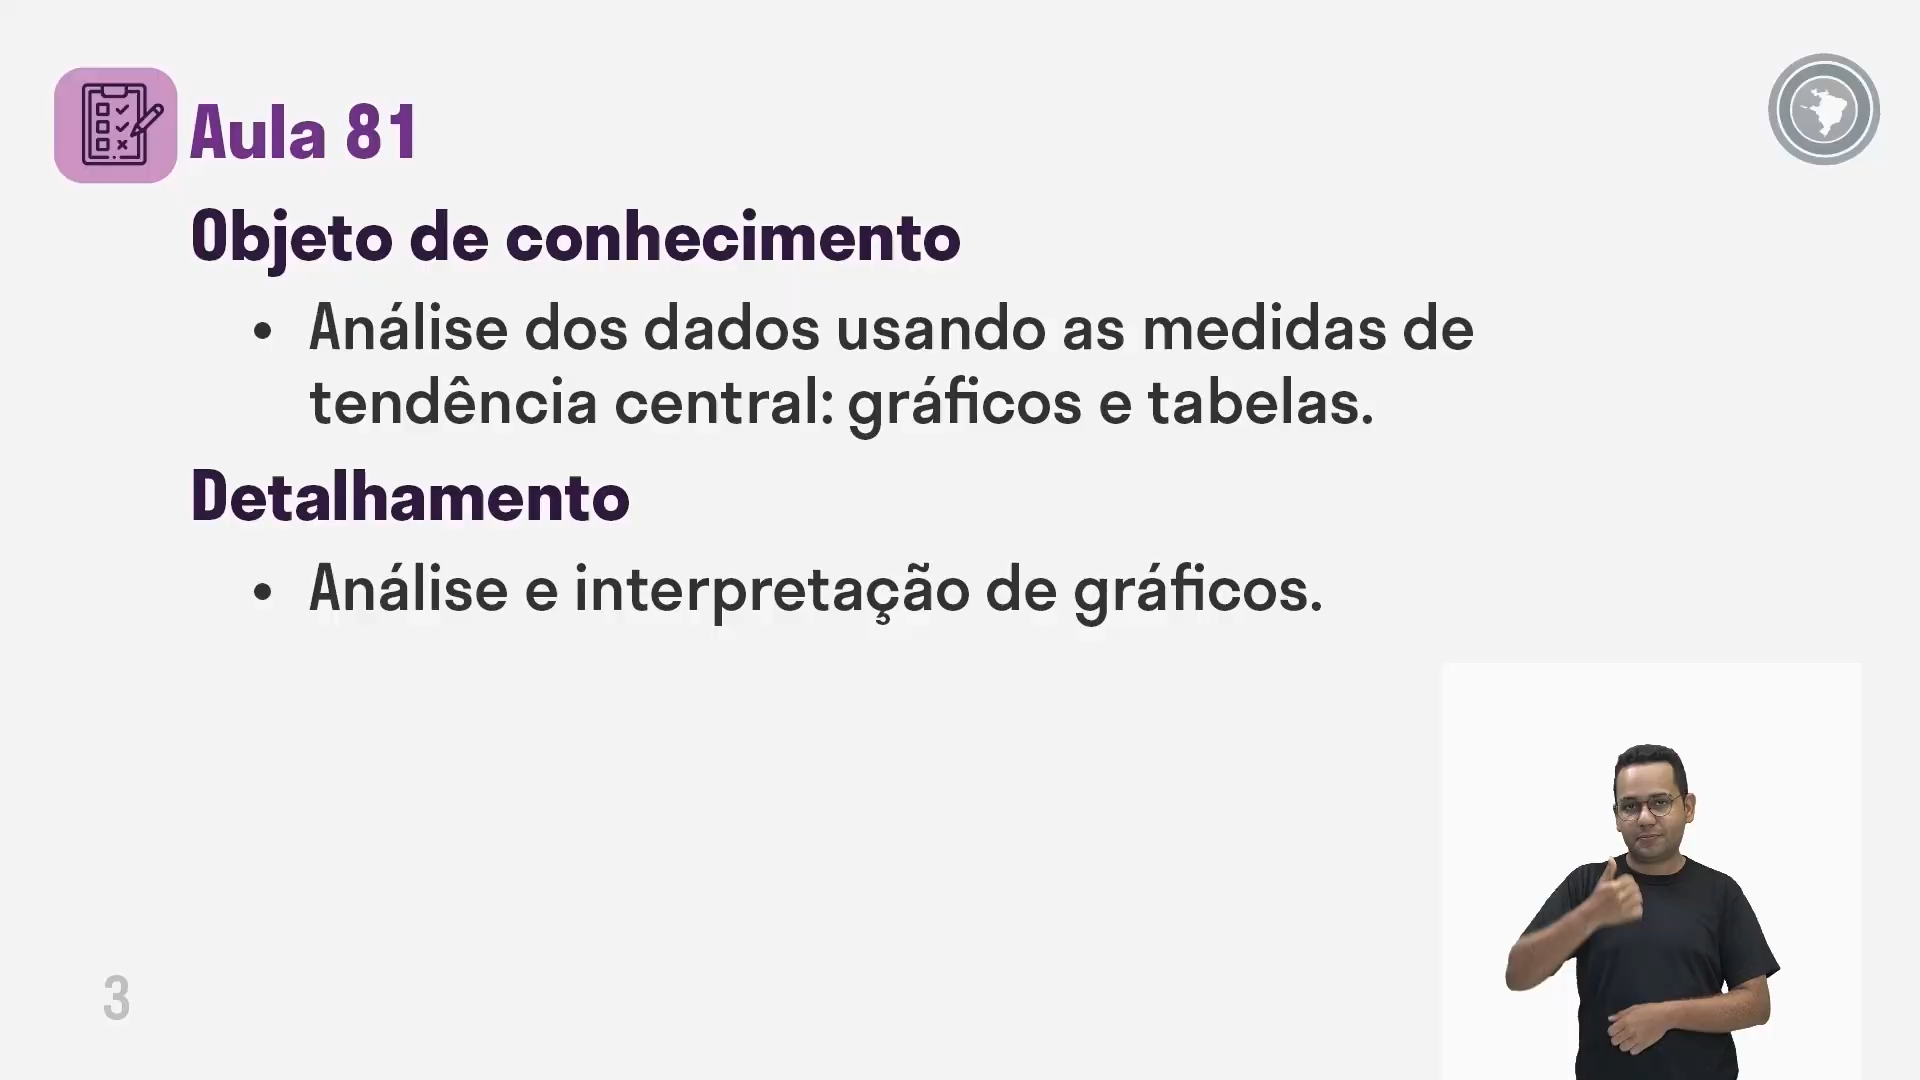 Aula 81
Objeto de conhecimento
• Análise dos dados usando as medidas de
tendência central: gráficos e tabelas.
Detalhamento
• Análise e interpretação de gráficos.
3